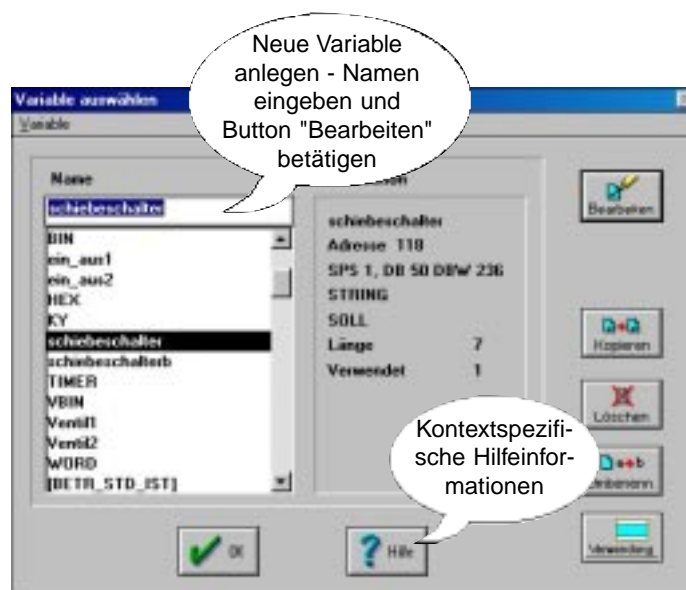 Neue Variable
anlegen - Namen
eingeben und
Button "Bearbeiten"
betätigen
Variable auswählen
Variable
Name
schiebeschalter
BIN
ein_aus1
ein_aus2
HEX
KY
schiebeschalter
schiebeschalterb
TIMER
VBIN
Ventil1
Ventil2
WORD
[BETR_STD_IST]
schiebeschalter
Adresse 118
SPS 1, DB 50 DBW 236
STRING
SOLL
Länge 7
Verwendet 1
Bearbeiten
Kopieren
Löschen
a b
Verwendung
Kontextspezifi-
sche Hilfeinfor-
mationen
OK
Hilfe